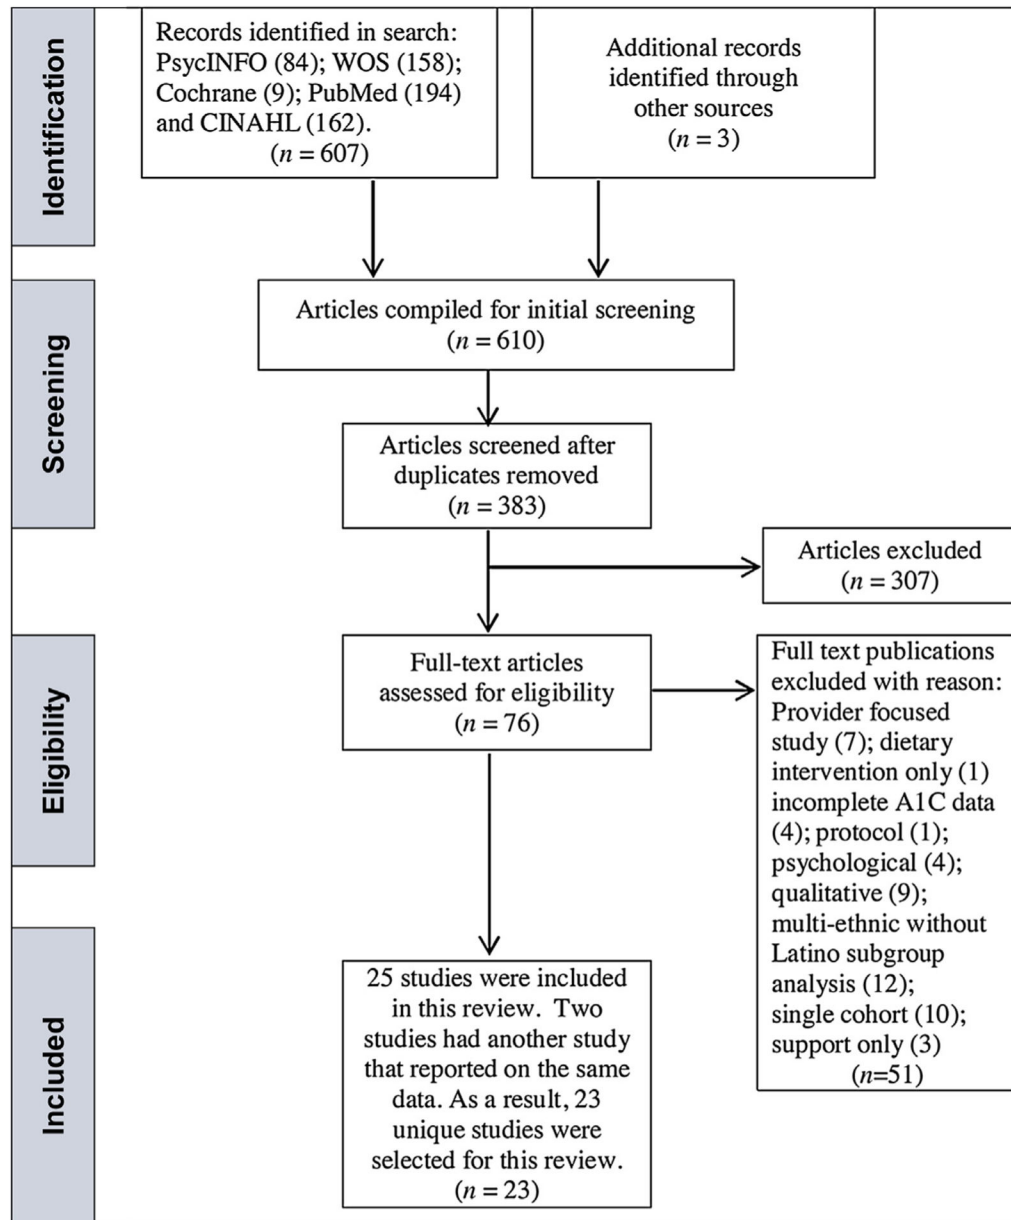 Identification
Records identified in search:
PsycINFO (84); WOS (158);
Cochrane (9); PubMed (194)
and CINAHL (162).
(n = 607)
Additional records
identified through
other sources
(n = 3)
Screening
Articles compiled for initial screening
(n = 610)
Articles screened after
duplicates removed
(n = 383)
Articles excluded
(n = 307)
Eligibility
Full-text articles
assessed for eligibility
(n = 76)
Full text publications
excluded with reason:
Provider focused
study (7); dietary
intervention only (1)
incomplete A1C data
(4); protocol (1);
psychological (4);
qualitative (9);
multi-ethnic without
Latino subgroup
analysis (12);
single cohort (10);
support only (3)
(n=51)
Included
25 studies were included
in this review. Two
studies had another study
that reported on the same
data. As a result, 23
unique studies were
selected for this review.
(n = 23)